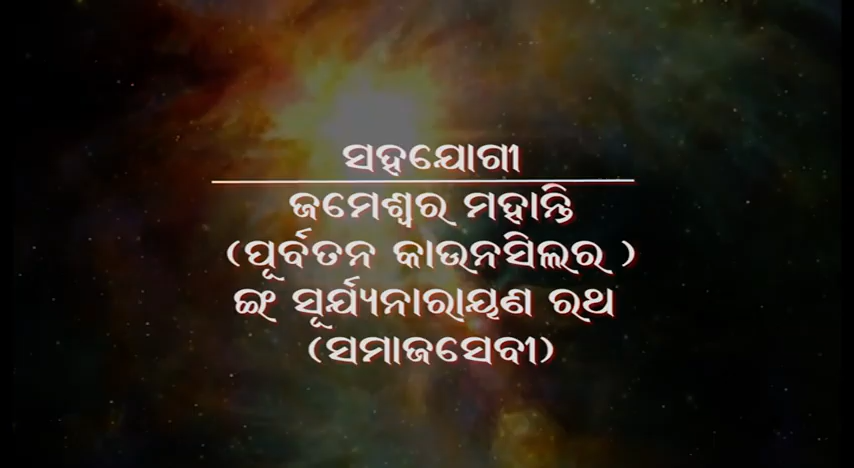 ସହଯୋଗୀ
ଜମେଶ୍ୱର ମହାନ୍ତି
(ପୂର୍ବତନ କାଉନସିଲର )
ଇଂ ସୂର୍ଯ୍ୟନାରାୟଣ ରଥ
(ସମାଜସେବୀ)